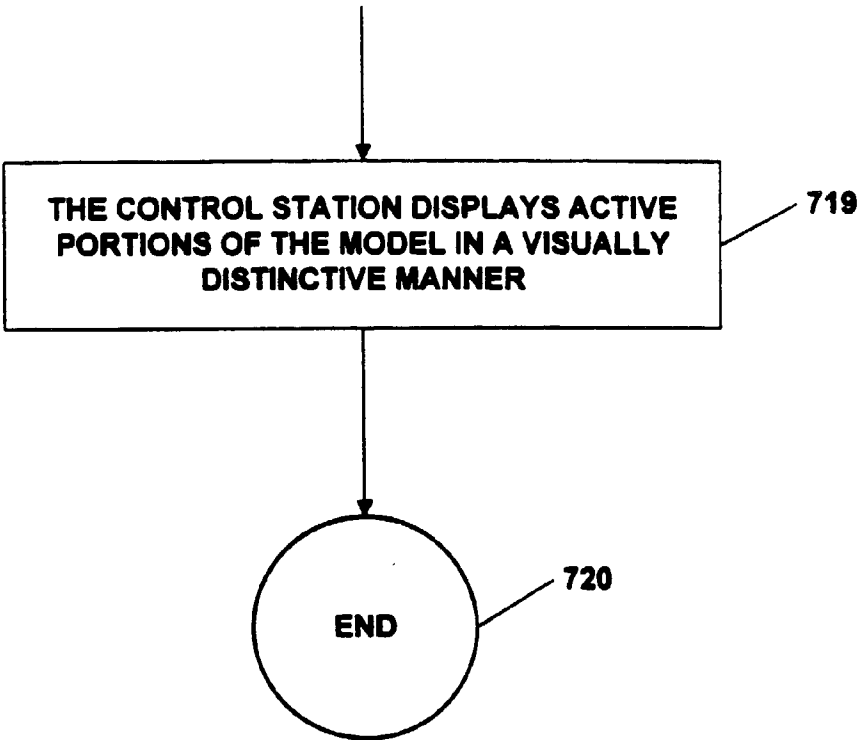 THE CONTROL STATION DISPLAYS ACTIVE
PORTIONS OF THE MODEL IN A VISUALLY
DISTINCTIVE MANNER
719
720
END